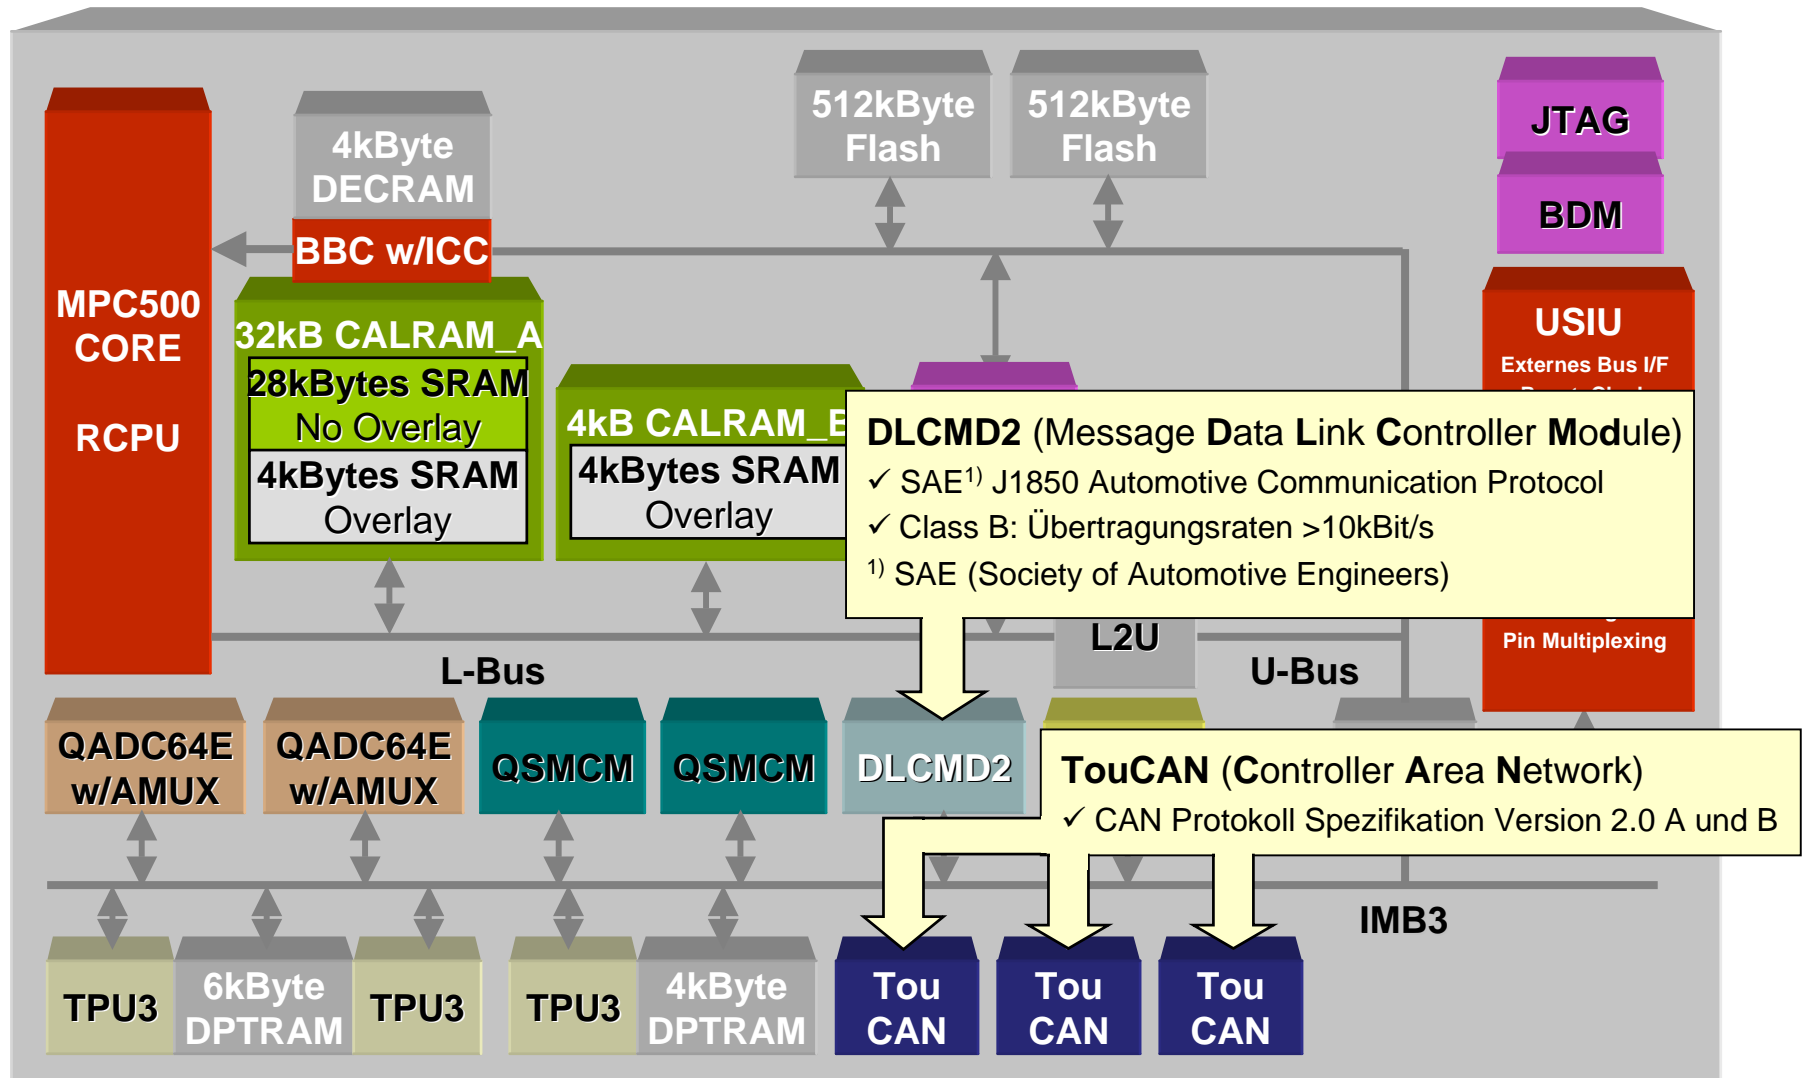 512kByte
Flash
512kByte
Flash
JTAG
4kByte
DECRAM
BDM
BBC w/ICC
MPC500
CORE
RCPU
32kB CALRAM_A
28kBytes SRAM
No Overlay
4kBytes SRAM
Overlay
4kB CALRAM_B
4kBytes SRAM
Overlay
USIU
Externes Bus I/F
DLCMD2 (Message Data Link Controller Module)
✓ SAE1) J1850 Automotive Communication Protocol
✓ Class B: Übertragungsraten >10kBit/s
1) SAE (Society of Automotive Engineers)
Pin Multiplexing
L2U
L-Bus
U-Bus
QADC64E
w/AMUX
QADC64E
w/AMUX
QSMCM
QSMCM
DLCMD2
TouCAN (Controller Area Network)
✓ CAN Protokoll Spezifikation Version 2.0 A und B
IMB3
TPU3
6kByte
DPTRAM
TPU3
TPU3
4kByte
DPTRAM
Tou
CAN
Tou
CAN
Tou
CAN